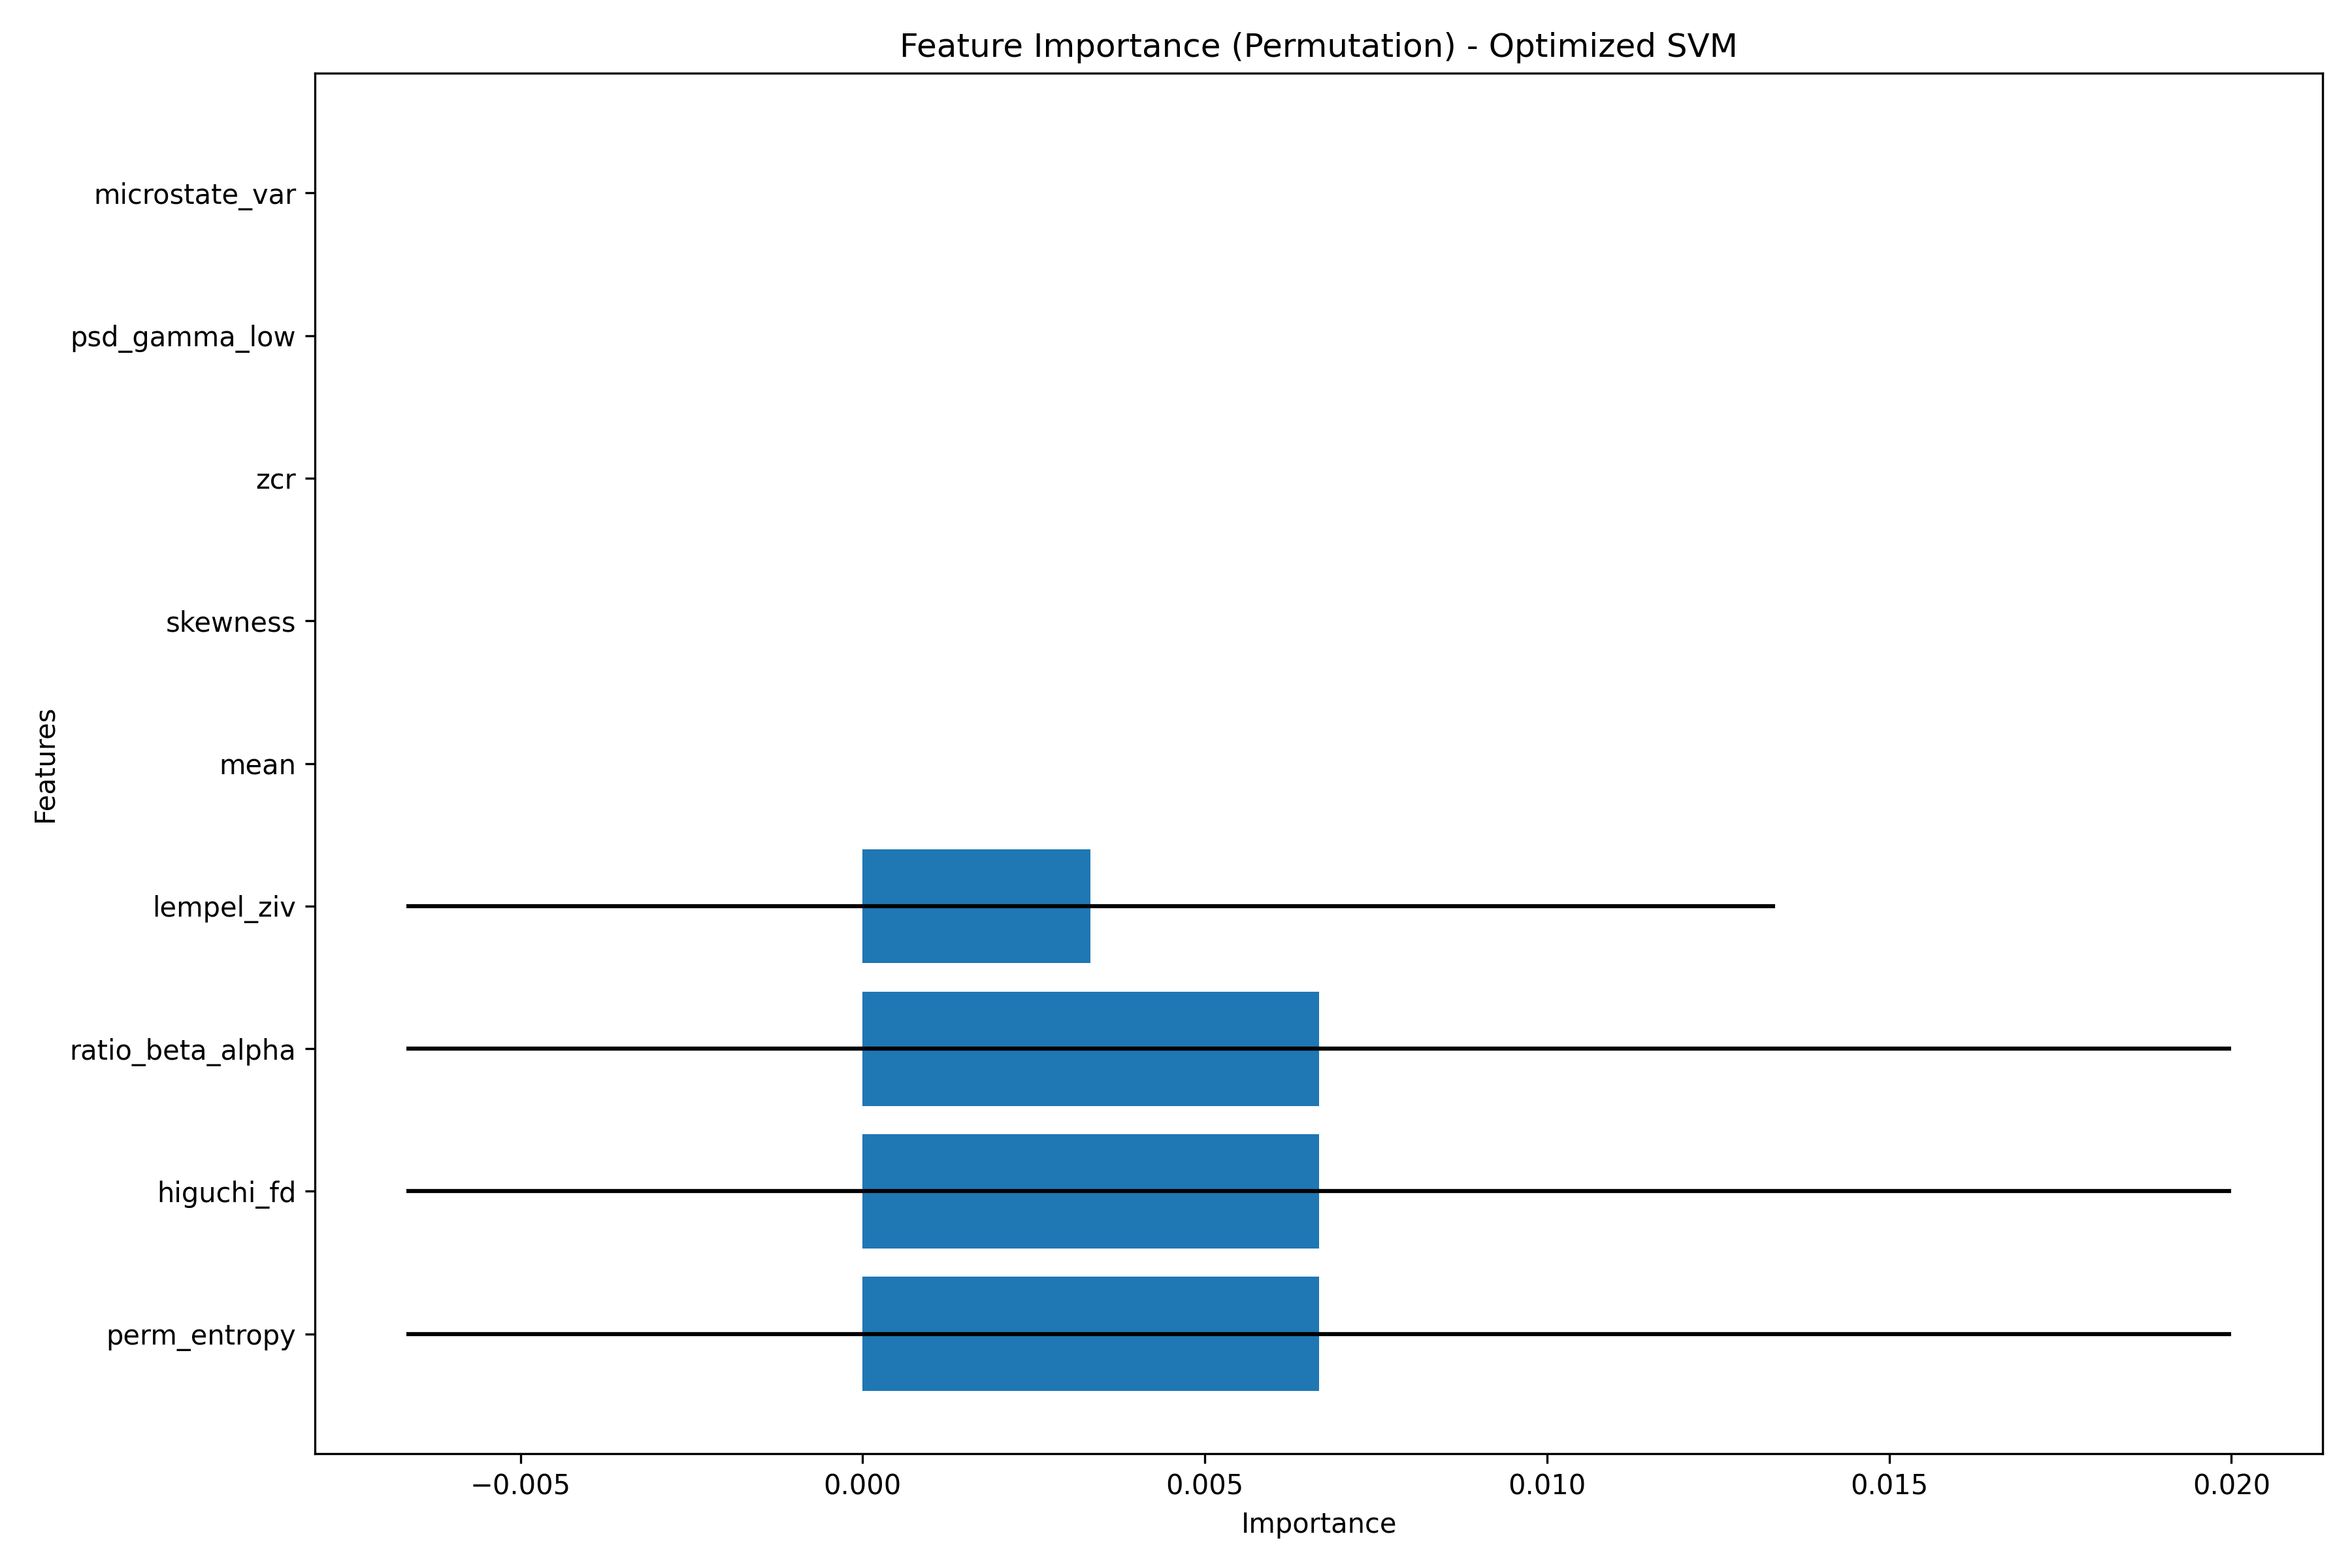 Feature Importance (Permutation) - Optimized SVM
microstate_var
psd_gamma_low
zcr
skewness
mean
lempel_ziv
ratio_beta_alpha
higuchi_fd
perm_entropy
Features
−0.005 0.000 0.005 0.010 0.015 0.020
Importance